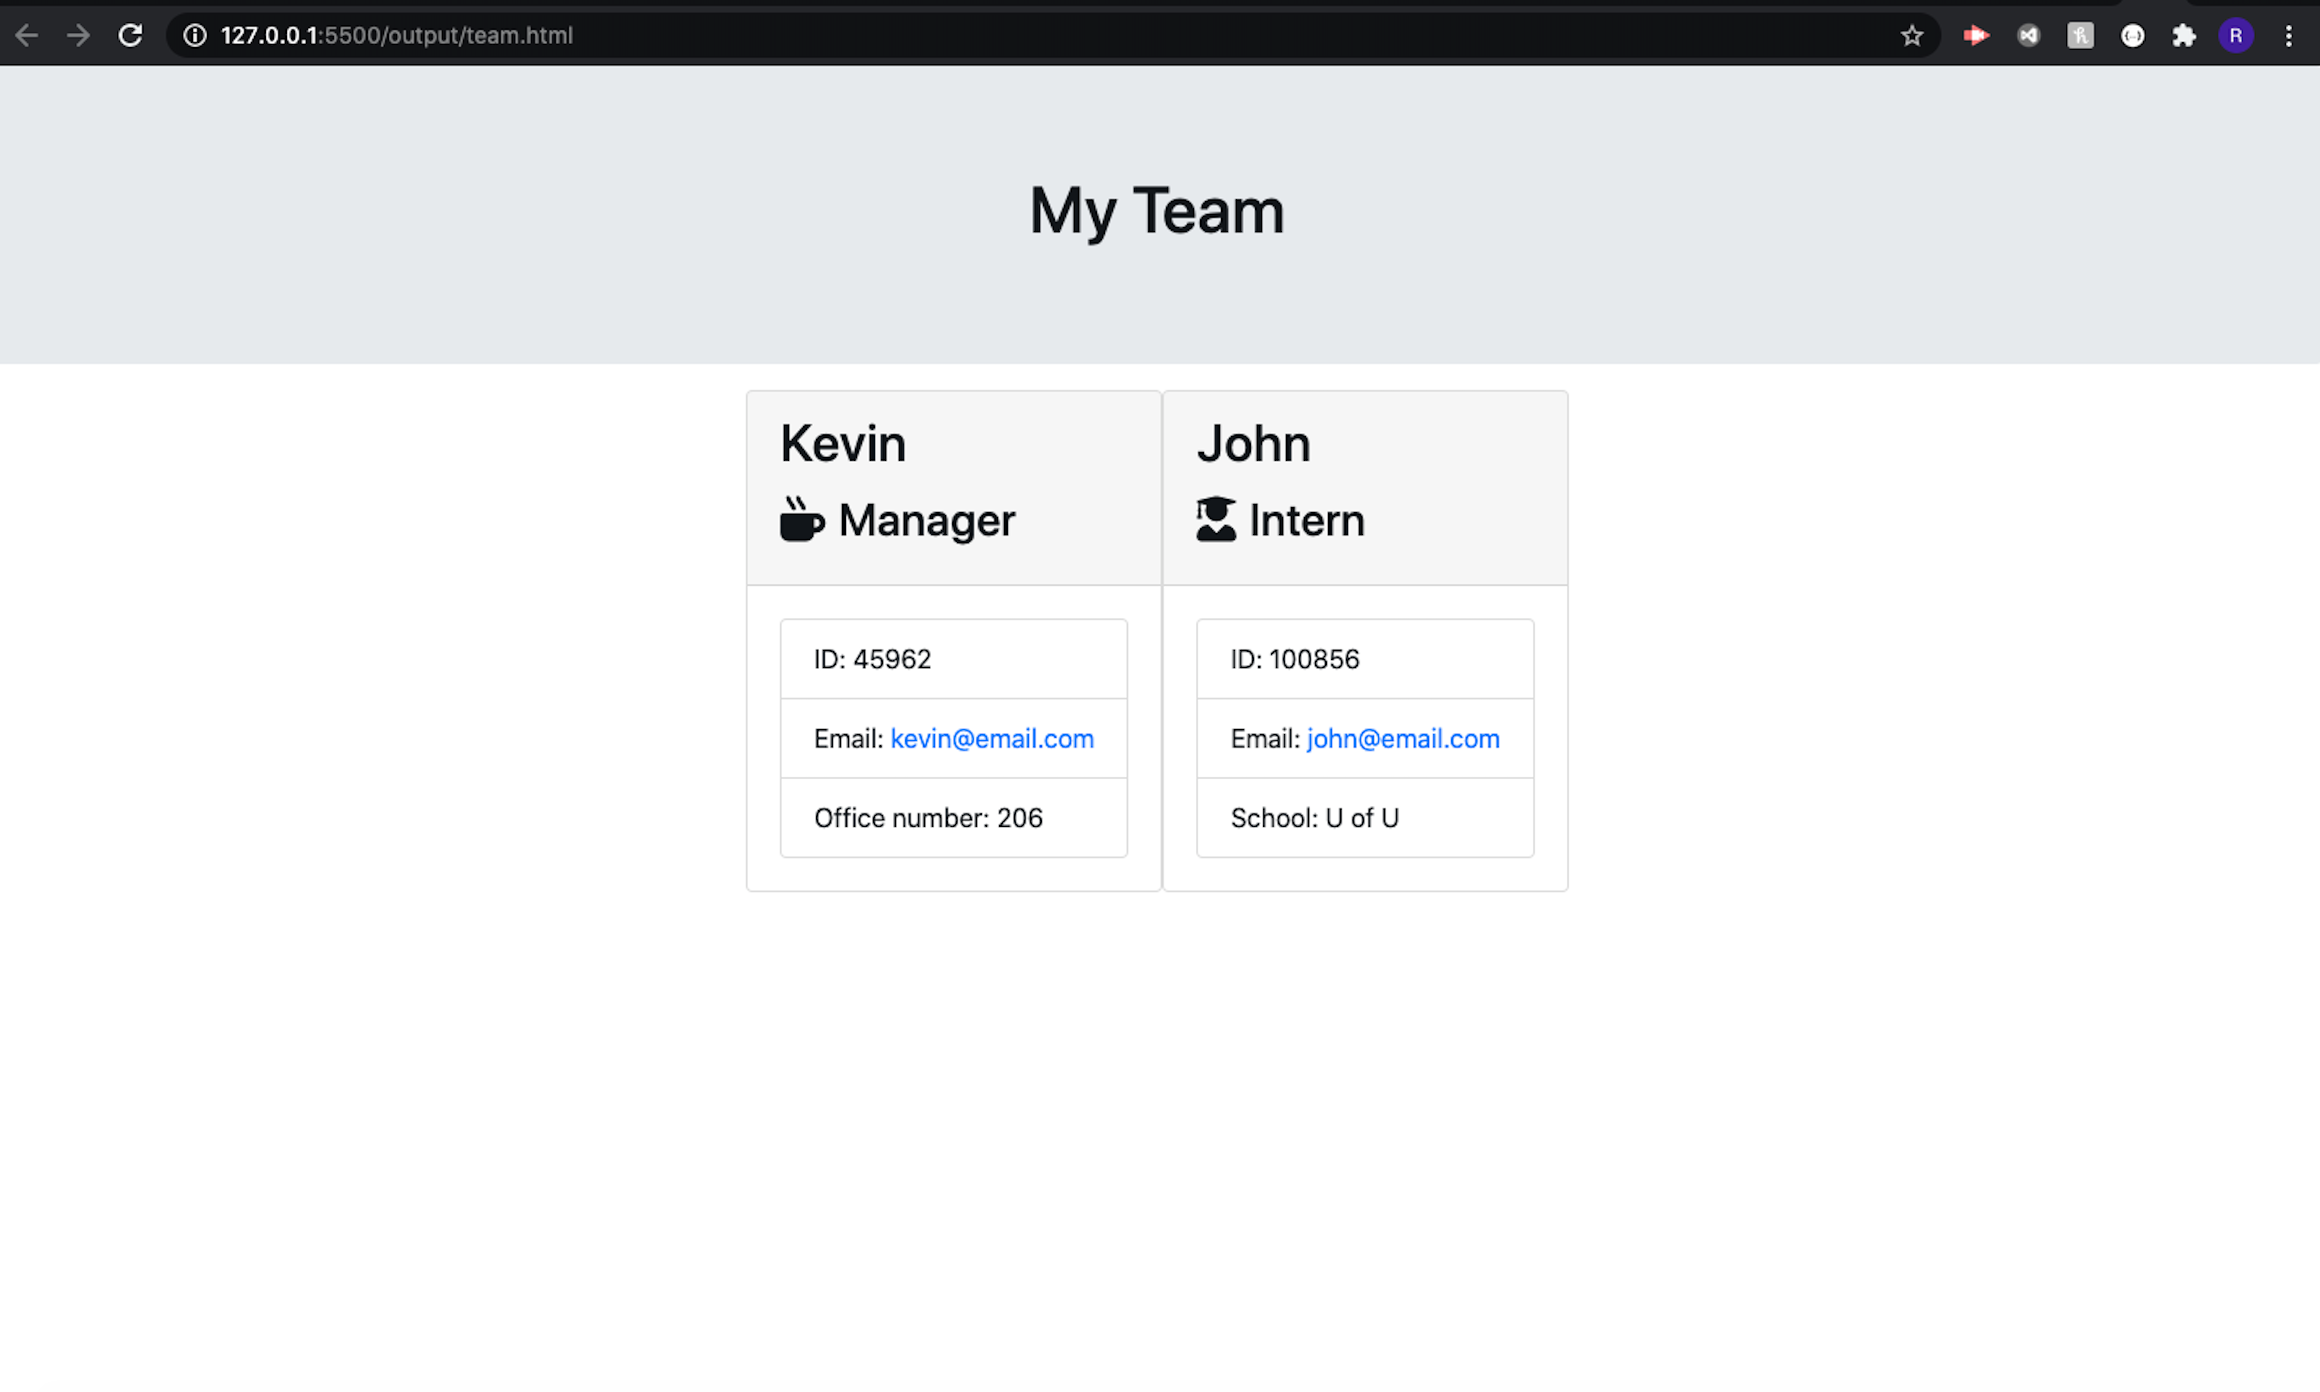 127.0.0.1:5500/output/team.html
R
My Team
Kevin
Manager
ID: 45962
Email: kevin@email.com
Office number: 206
John
Intern
ID: 100856
Email: john@email.com
School: U of U